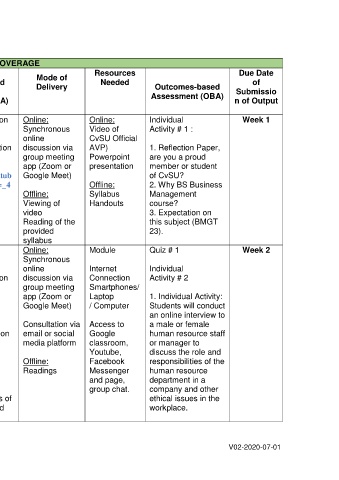 OVERAGE
d
A)
Mode of
Delivery
Resources
Needed
Outcomes-based
Assessment (OBA)
Due Date
of
Submissio
n of Output
on
tion
tub
=_4
Online:
Synchronous
online
discussion via
group meeting
app (Zoom or
Google Meet)
Offline:
Viewing of
video
Reading of the
provided
syllabus
Online:
Video of
CvSU Official
AVP)
Powerpoint
presentation
Offline:
Syllabus
Handouts
Individual
Activity # 1 :
1. Reflection Paper,
are you a proud
member or student
of CvSU?
2. Why BS Business
Management
course?
3. Expectation on
this subject (BMGT
23).
Week 1
on
on
s of
d
Online:
Synchronous
online
discussion via
group meeting
app (Zoom or
Google Meet)
Consultation via
email or social
media platform
Offline:
Readings
Module
Internet
Connection
Smartphones/
Laptop
/ Computer
Access to
Google
classroom,
Youtube,
Facebook
Messenger
and page,
group chat.
Quiz # 1
Individual
Activity # 2
1. Individual Activity:
Students will conduct
an online interview to
a male or female
human resource staff
or manager to
discuss the role and
responsibilities of the
human resource
department in a
company and other
ethical issues in the
workplace.
Week 2
V02-2020-07-01